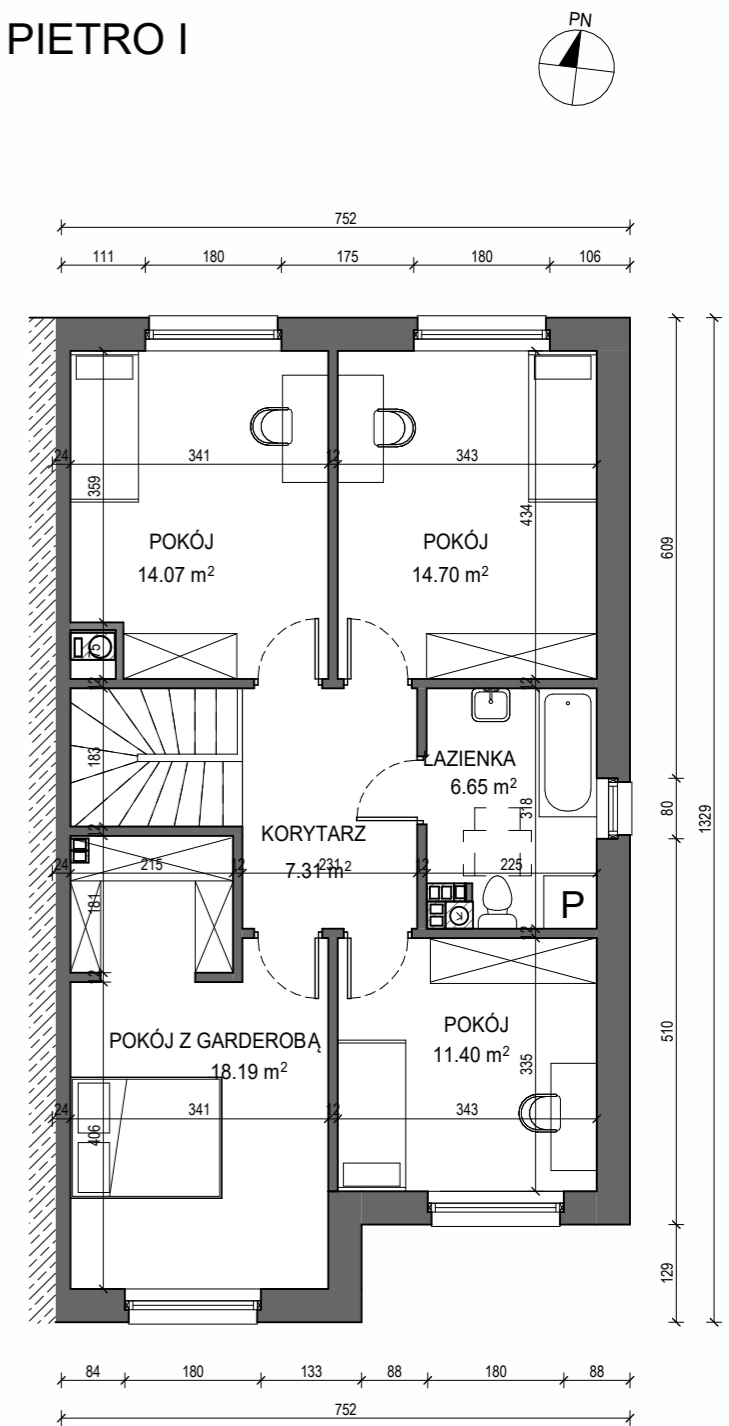 PIETRO I
PN
752
111 180 175 180 106
24 341 12 343
359
434
POKÓJ
14.07 m²
POKÓJ
14.70 m²
609
75
12
12
183
ŁAZIENKA
6.65 m²
318
80
1329
12
KORYTARZ
7.31 m²
24 215 12 231 12 225
181
P
K
12
12
POKÓJ Z GARDEROBĄ
18.19 m²
POKÓJ
11.40 m²
335
510
24 341 12 343
406
129
84 180 133 88 180 88
752